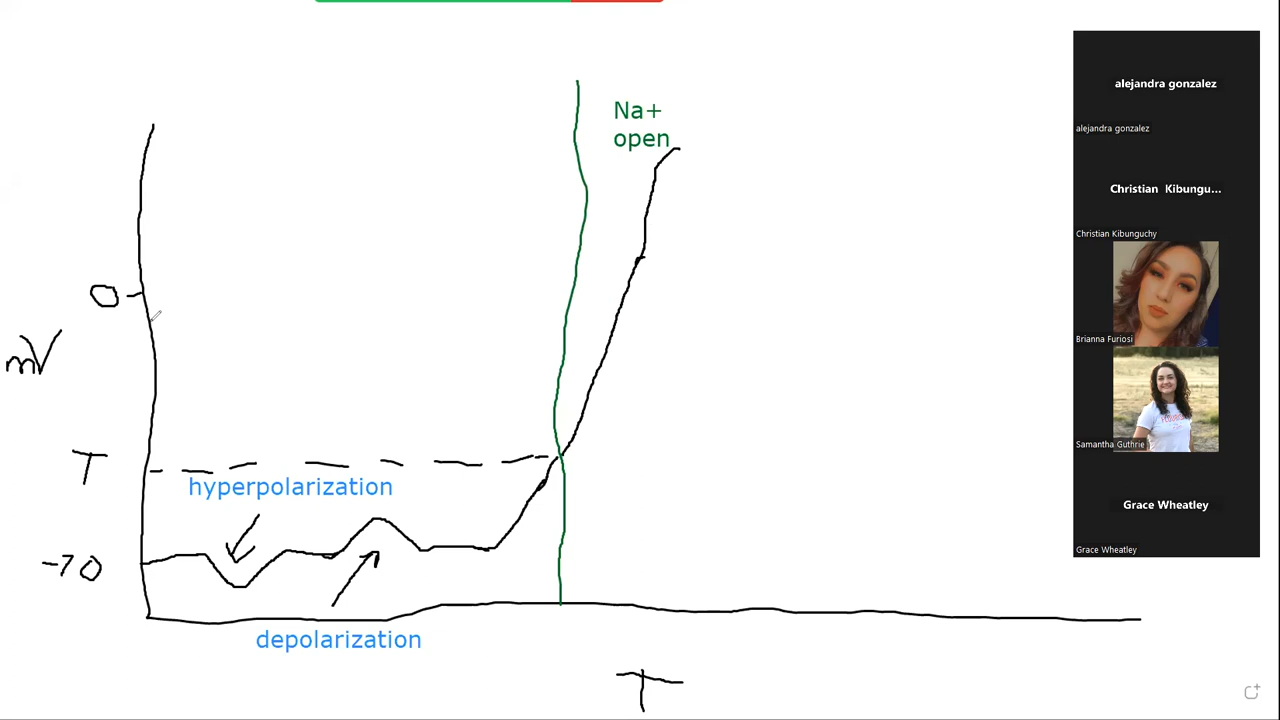 Na+
open
0
mV
T
hyperpolarization
-70
depolarization
T
alejandra gonzalez
alejandra gonzalez
Christian Kibungu...
Christian Kibunguchy
Brianna Furiosi
Samantha Guthrie
Grace Wheatley
Grace Wheatley